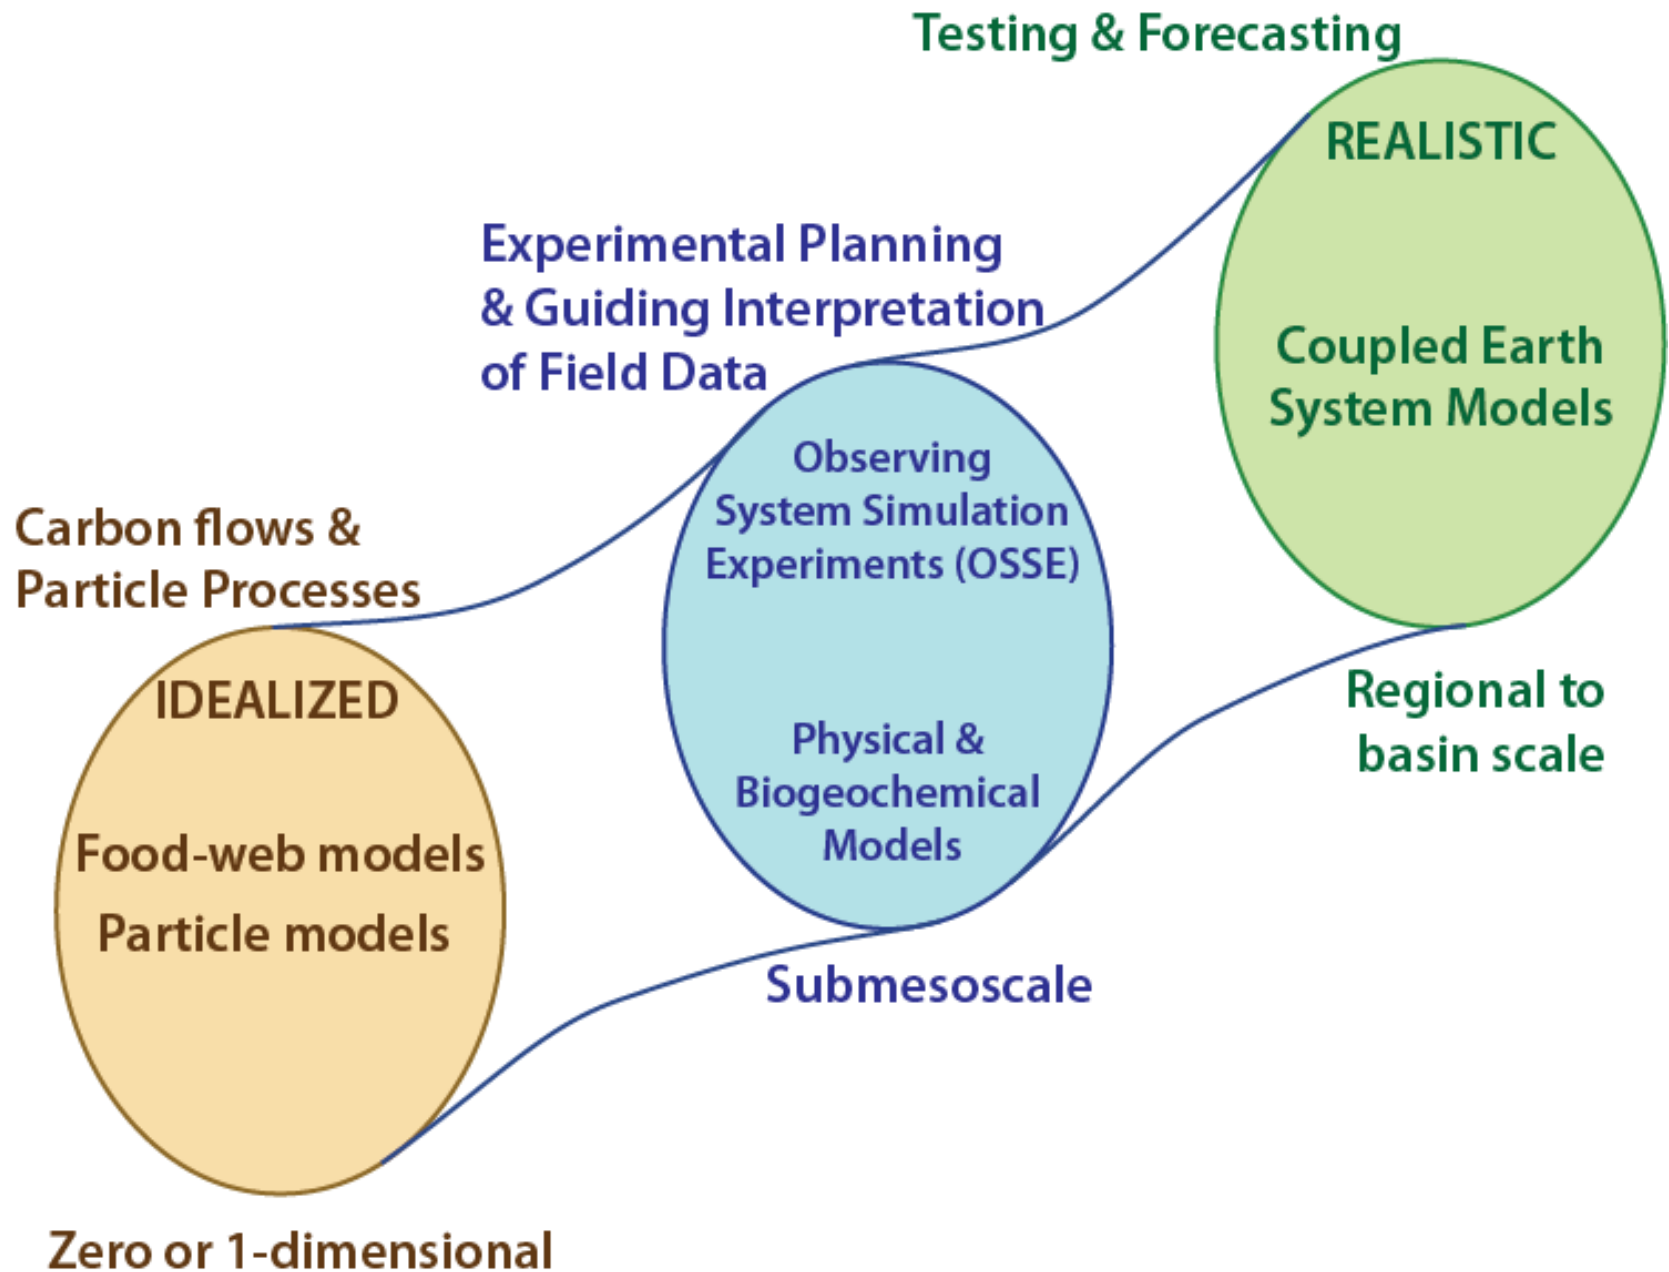 Testing & Forecasting
REALISTIC
Coupled Earth
System Models
Regional to
basin scale
Experimental Planning
& Guiding Interpretation
of Field Data
Observing
System Simulation
Experiments (OSSE)
Physical &
Biogeochemical
Models
Submesoscale
Carbon flows &
Particle Processes
IDEALIZED
Food-web models
Particle models
Zero or 1-dimensional